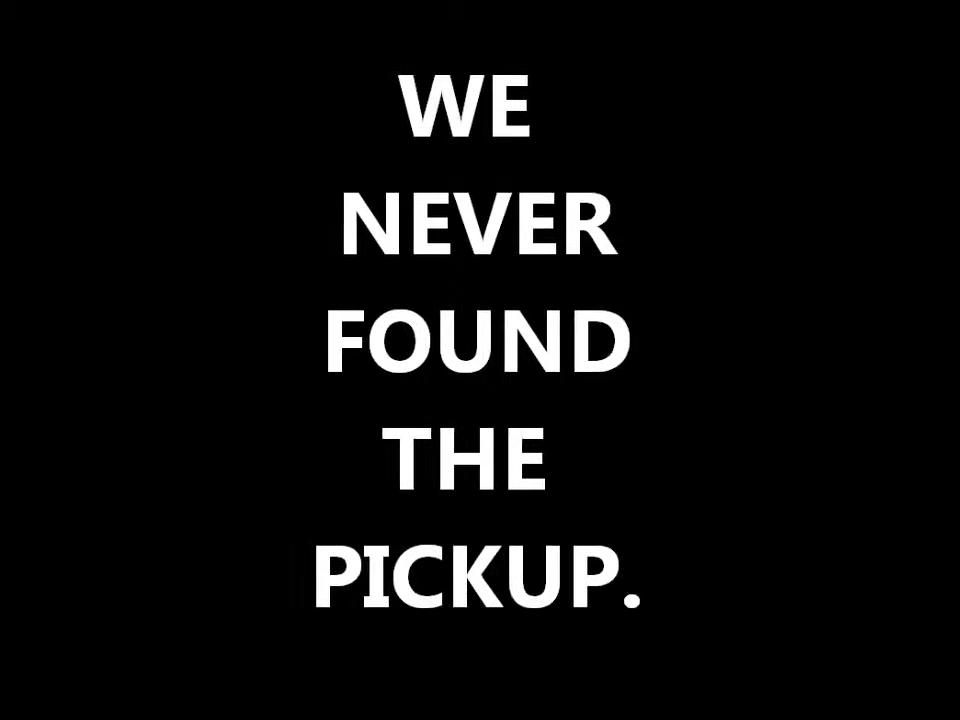 WE
NEVER
FOUND
THE
PICKUP.